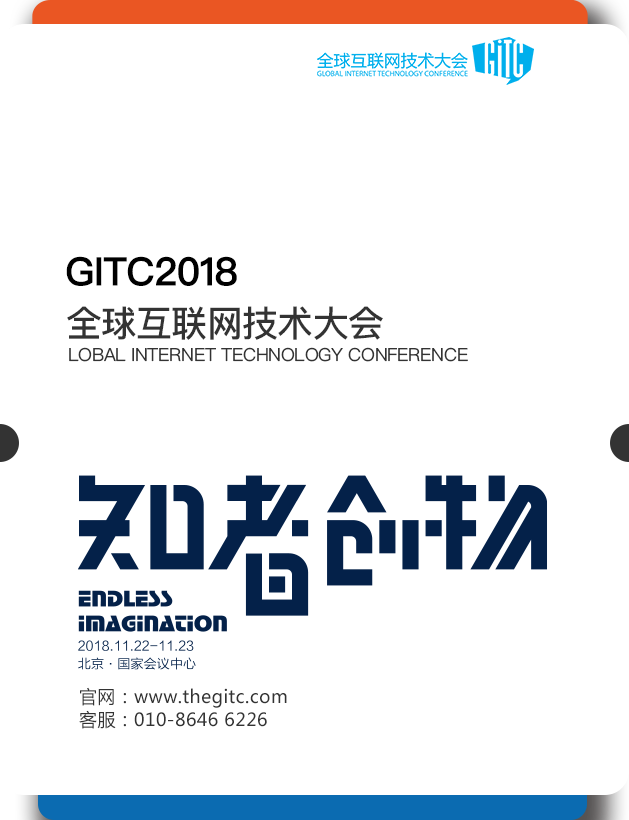 全球互联网技术大会
GLOBAL INTERNET TECHNOLOGY CONFERENCE
GITC
GITC2018
全球互联网技术大会
LOBAL INTERNET TECHNOLOGY CONFERENCE
知者创物
ENDLESS
iMAGiNATiON
2018.11.22-11.23
北京·国家会议中心
官网：www.thegitc.com
客服：010-8646 6226